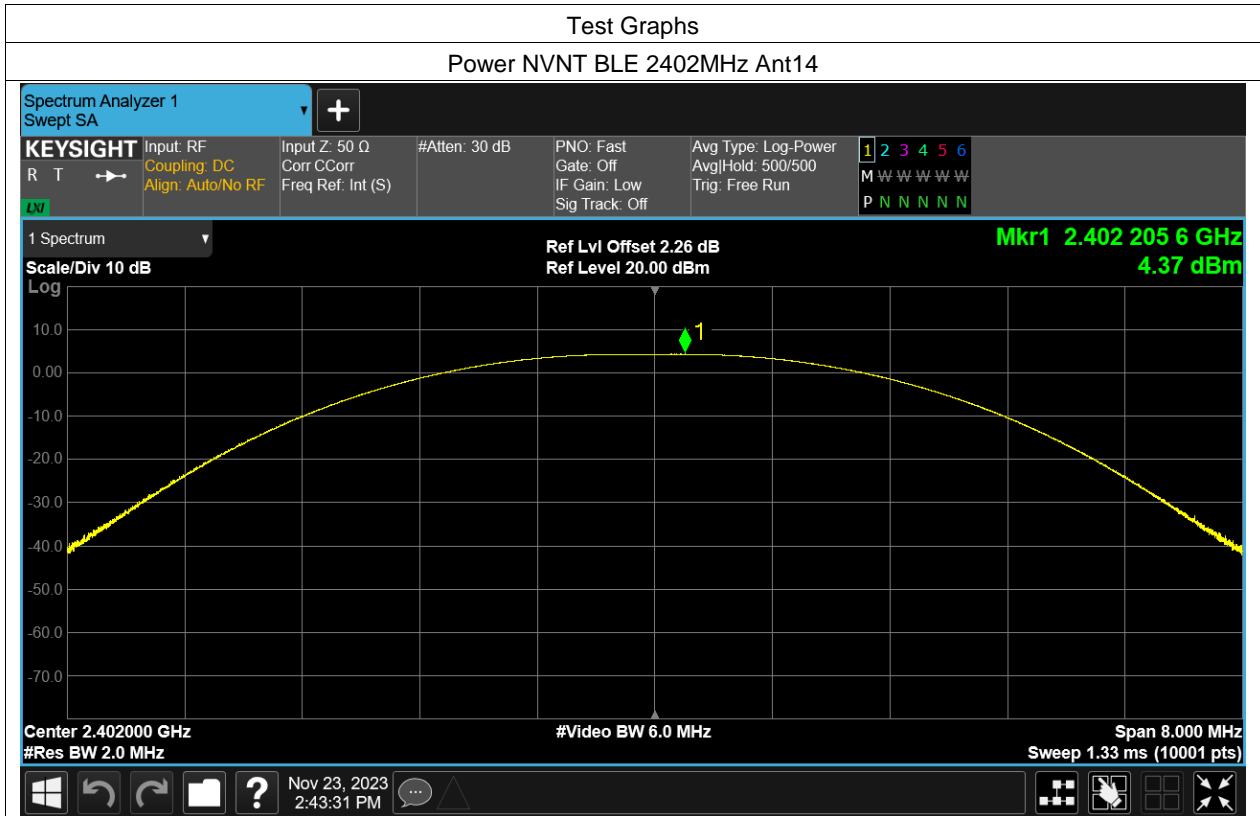 Test Graphs
Power NVNT BLE 2402MHz Ant14
Spectrum Analyzer 1
Swept SA
KEYSIGHT
R T
LXI
Input: RF
Coupling: DC
Align: Auto/No RF
Input Z: 50 Ω
Corr CCorr
Freq Ref: Int (S)
#Atten: 30 dB
PNO: Fast
Gate: Off
IF Gain: Low
Sig Track: Off
Avg Type: Log-Power
Avg|Hold: 500/500
Trig: Free Run
1 2 3 4 5 6
M W W W W W
P N N N N N
1 Spectrum
Scale/Div 10 dB
Ref Lvl Offset 2.26 dB
Ref Level 20.00 dBm
Mkr1 2.402 205 6 GHz
4.37 dBm
Log
10.0
0.00
-10.0
-20.0
-30.0
-40.0
-50.0
-60.0
-70.0
1
Center 2.402000 GHz
#Res BW 2.0 MHz
#Video BW 6.0 MHz
Span 8.000 MHz
Sweep 1.33 ms (10001 pts)
?
Nov 23, 2023
2:43:31 PM